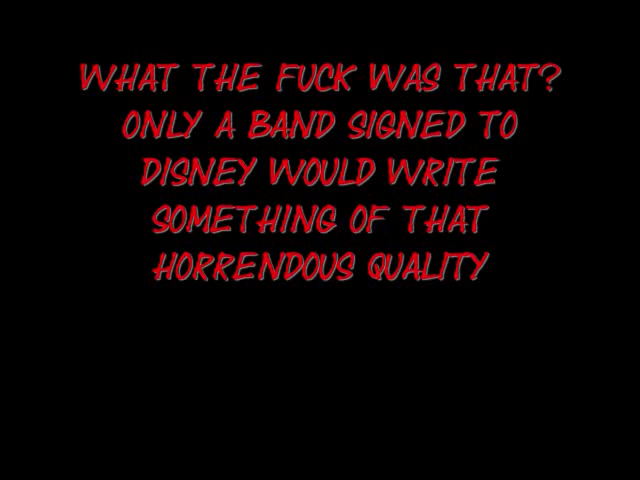 WHAT THE FUCK WAS THAT?
ONLY A BAND SIGNED TO
DISNEY WOULD WRITE
SOMETHING OF THAT
HORRENDOUS QUALITY